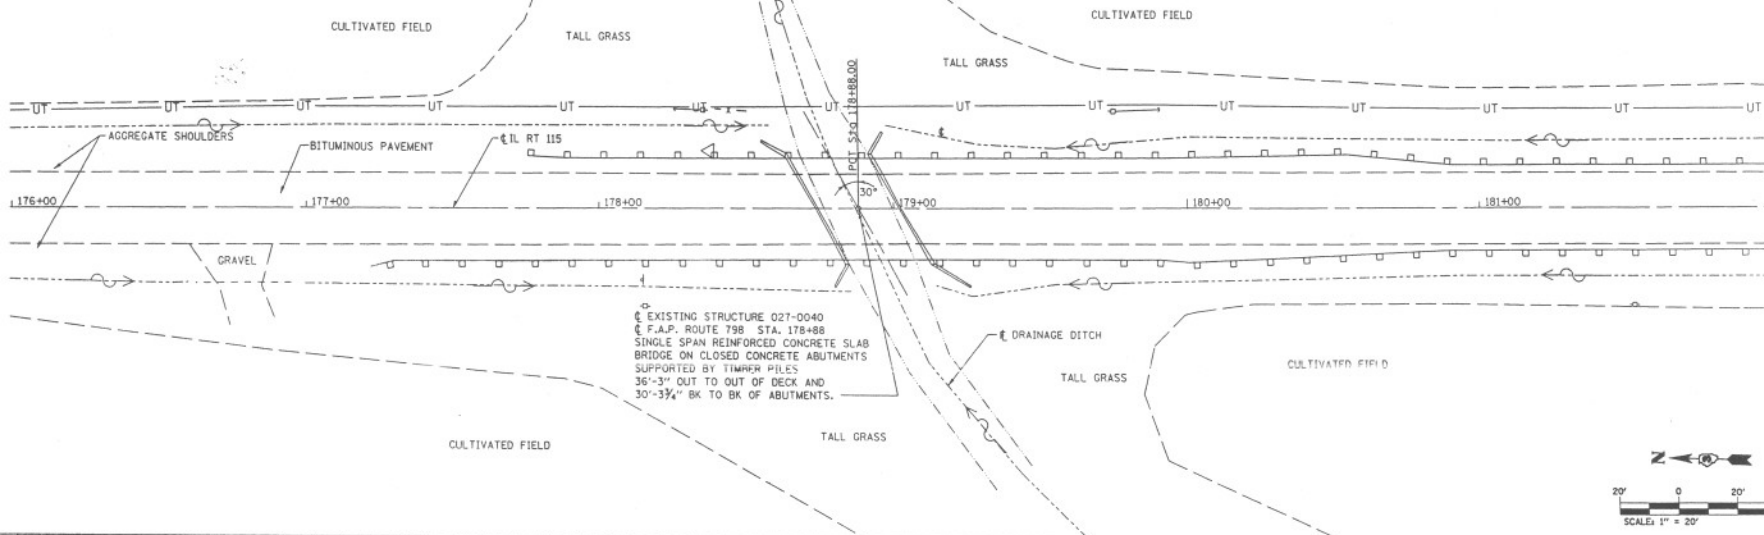 CULTIVATED FIELD
TALL GRASS
CULTIVATED FIELD
TALL GRASS
UT UT UT UT UT UT UT UT UT UT UT UT UT UT
POT Sta 178+88.00
AGGREGATE SHOULDERS
BITUMINOUS PAVEMENT
℄ IL RT 115
℄
30°
176+00 177+00 178+00 179+00 180+00 181+00
GRAVEL
℄ EXISTING STRUCTURE 027-0040
℄ F.A.P. ROUTE 798 STA. 178+88
SINGLE SPAN REINFORCED CONCRETE SLAB
BRIDGE ON CLOSED CONCRETE ABUTMENTS
SUPPORTED BY TIMBER PILES
36'-3" OUT TO OUT OF DECK AND
30'-3¾" BK TO BK OF ABUTMENTS.
℄ DRAINAGE DITCH
TALL GRASS
CULTIVATED FIELD
TALL GRASS
CULTIVATED FIELD
N
20' 0 20'
SCALE: 1" = 20'